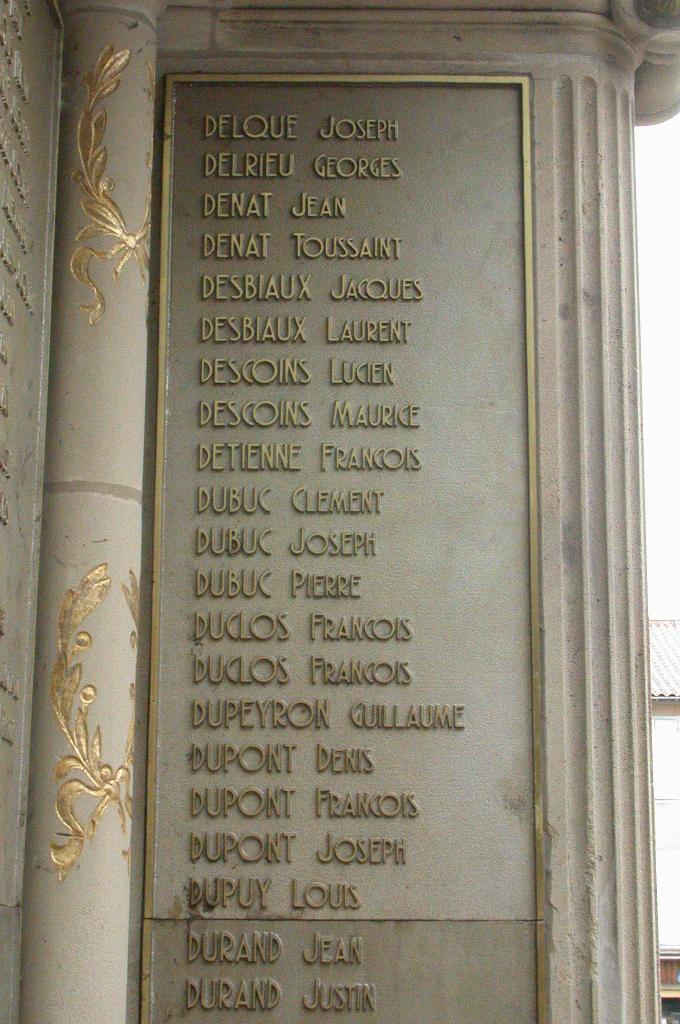 DELQUE JOSEPH
DELRIEU GEORGES
DENAT JEAN
DENAT TOUSSAINT
DESBIAUX JACQUES
DESBIAUX LAURENT
DESCOINS LUCIEN
DESCOINS MAURICE
DETIENNE FRANCOIS
DUBUC CLEMENT
DUBUC JOSEPH
DUBUC PIERRE
DUCLOS FRANCOIS
DUCLOS FRANCOIS
DUPEYRON GUILLAUME
DUPONT DENIS
DUPONT FRANCOIS
DUPONT JOSEPH
DUPUY LOUIS
DURAND JEAN
DURAND JUSTIN